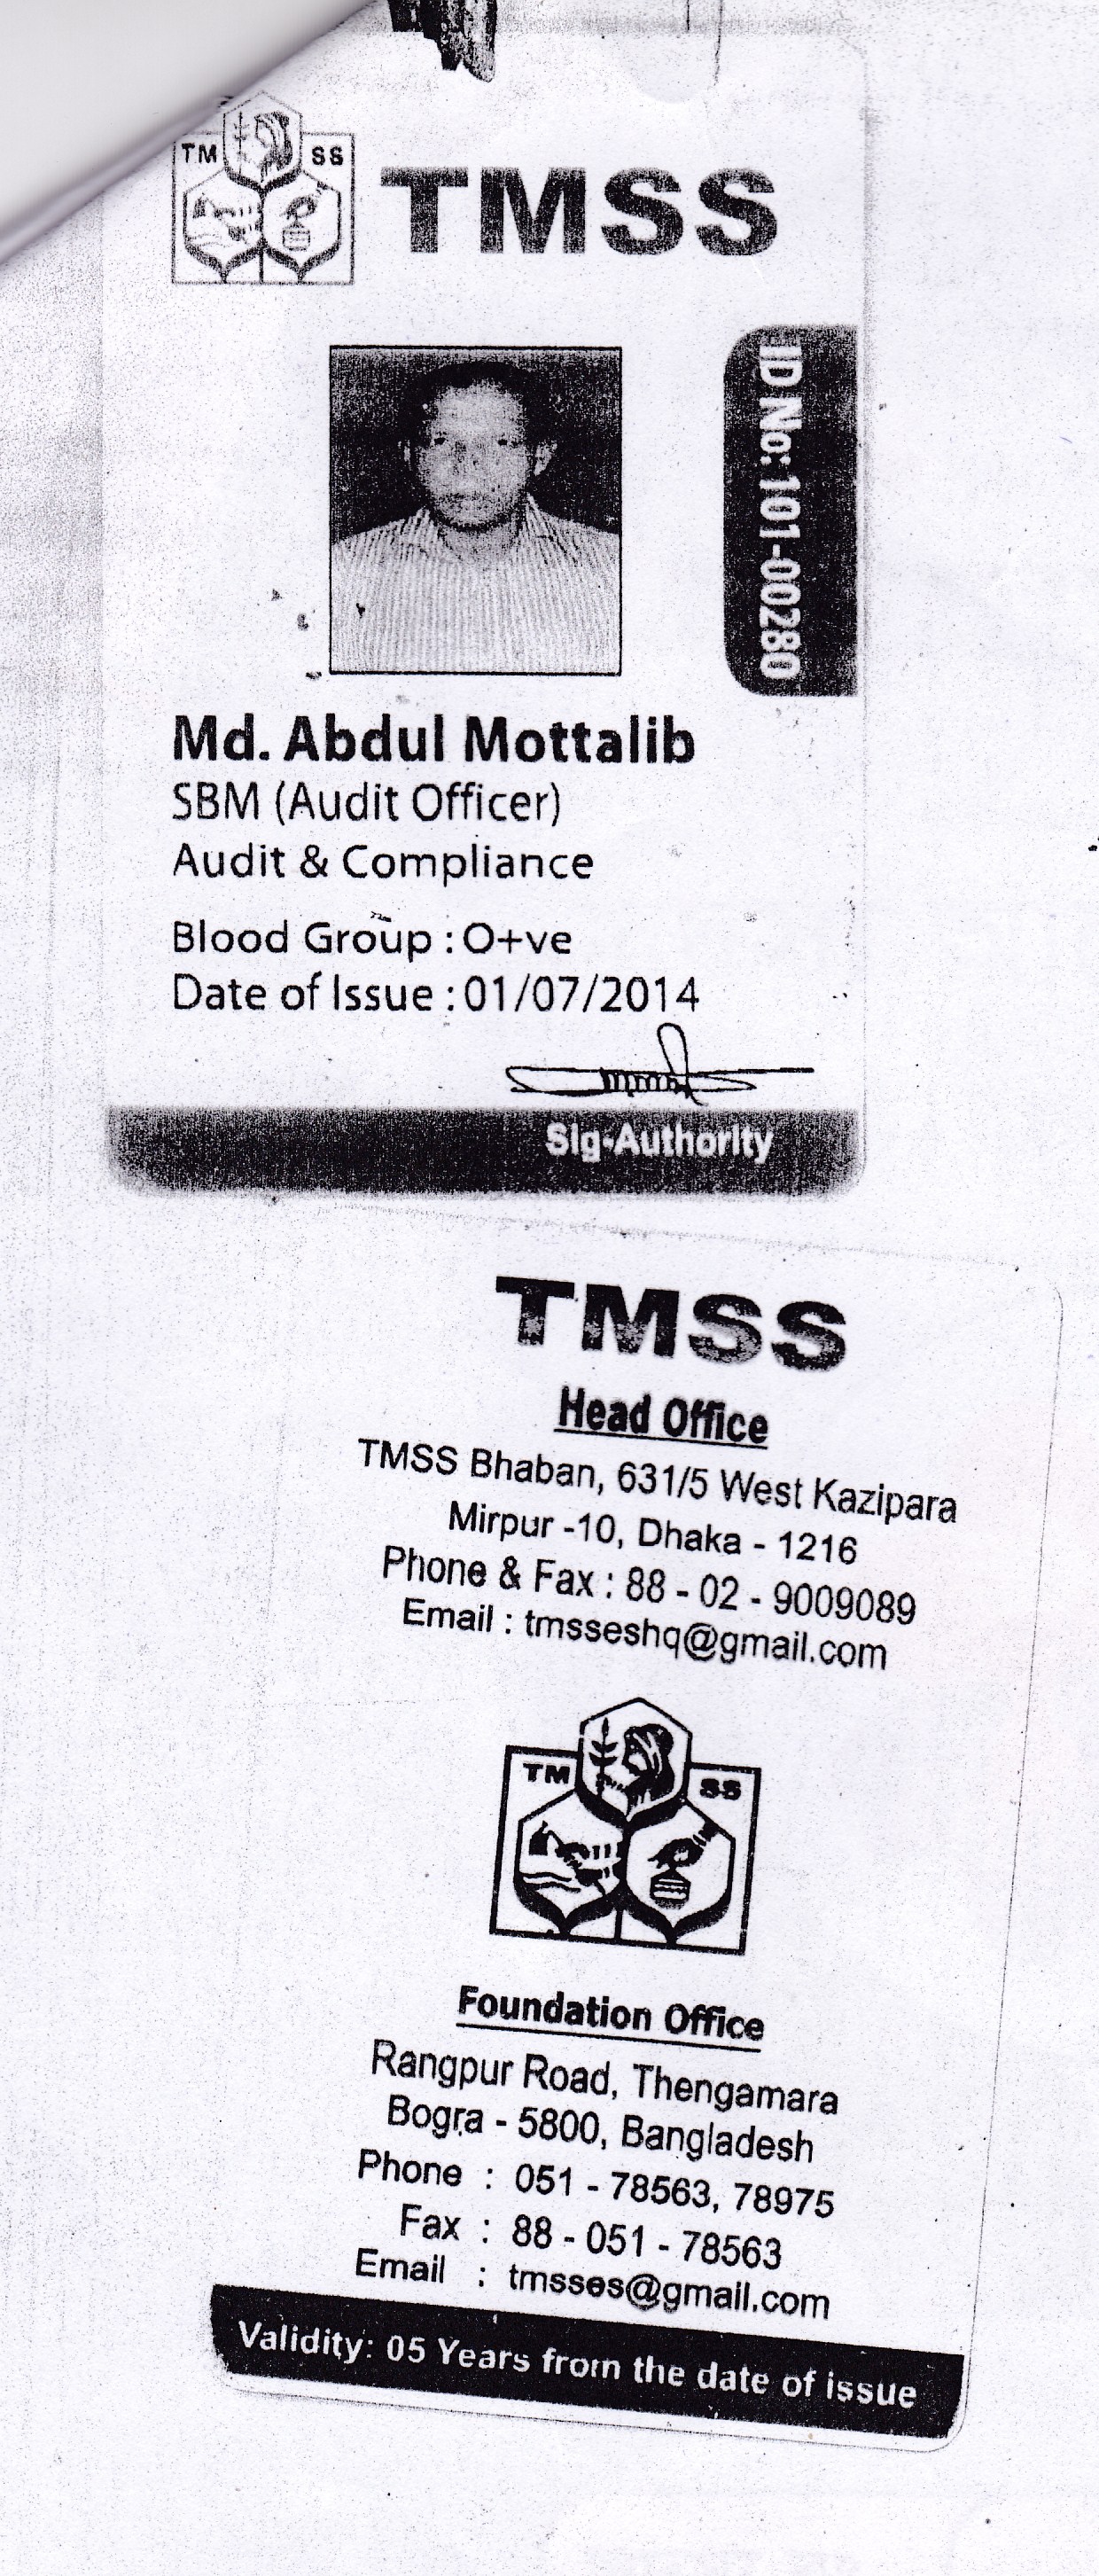 TM SS
TMSS
ID No: 101-00280
Md. Abdul Mottalib
SBM (Audit Officer)
Audit & Compliance
Blood Group : O+ve
Date of Issue : 01/07/2014
Sig-Authority
TMSS
Head Office
TMSS Bhaban, 631/5 West Kazipara
Mirpur -10, Dhaka - 1216
Phone & Fax : 88 - 02 - 9009089
Email : tmsseshq@gmail.com
TM SS
Foundation Office
Rangpur Road, Thengamara
Bogra - 5800, Bangladesh
Phone : 051 - 78563, 78975
Fax : 88 - 051 - 78563
Email : tmsses@gmail.com
Validity: 05 Years from the date of issue